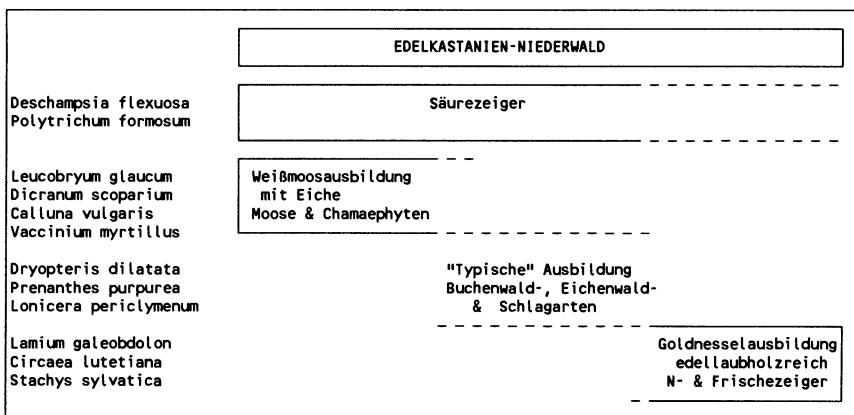 EDELKASTANIEN-NIEDERWALD
Deschampsia flexuosa Säurezeiger
Polytrichum formosum
Leucobryum glaucum Weißmoosausbildung
Dicranum scoparium mit Eiche
Calluna vulgaris Moose & Chamaephyten
Vaccinium myrtillus
Dryopteris dilatata "Typische" Ausbildung
Prenanthes purpurea Buchenwald-, Eichenwald-
Lonicera periclymenum & Schlagarten
Lamium galeobdolon Goldnesselausbildung
Circaea lutetiana edellaubholzreich
Stachys sylvatica N- & Frischezeiger